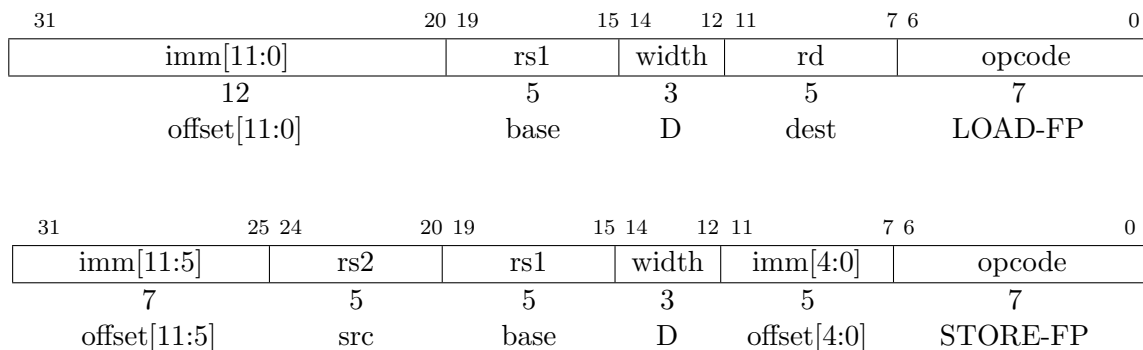 31 20 19 15 14 12 11 7 6 0
imm[11:0] rs1 width rd opcode
12 5 3 5 7
offset[11:0] base D dest LOAD-FP
31 25 24 20 19 15 14 12 11 7 6 0
imm[11:5] rs2 rs1 width imm[4:0] opcode
7 5 5 3 5 7
offset[11:5] src base D offset[4:0] STORE-FP